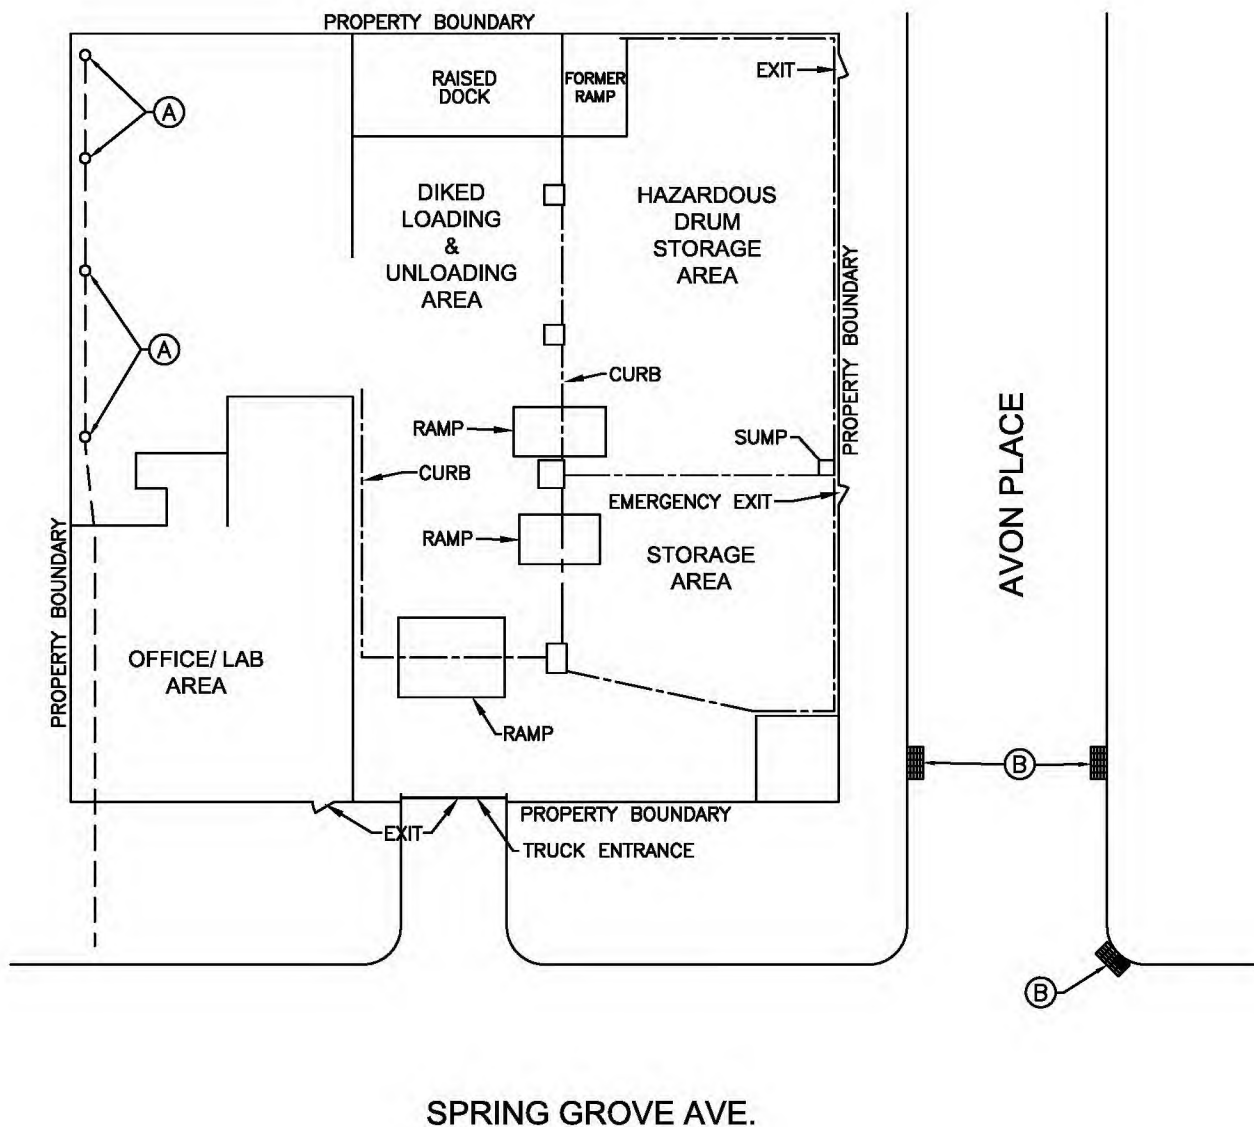 PROPERTY BOUNDARY
RAISED
DOCK
FORMER
RAMP
EXIT
A
DIKED
LOADING
&
UNLOADING
AREA
HAZARDOUS
DRUM
STORAGE
AREA
PROPERTY BOUNDARY
A
CURB
RAMP
SUMP
CURB
EMERGENCY EXIT
AVON PLACE
RAMP
STORAGE
AREA
PROPERTY BOUNDARY
OFFICE/ LAB
AREA
RAMP
B
PROPERTY BOUNDARY
EXIT
TRUCK ENTRANCE
B
SPRING GROVE AVE.